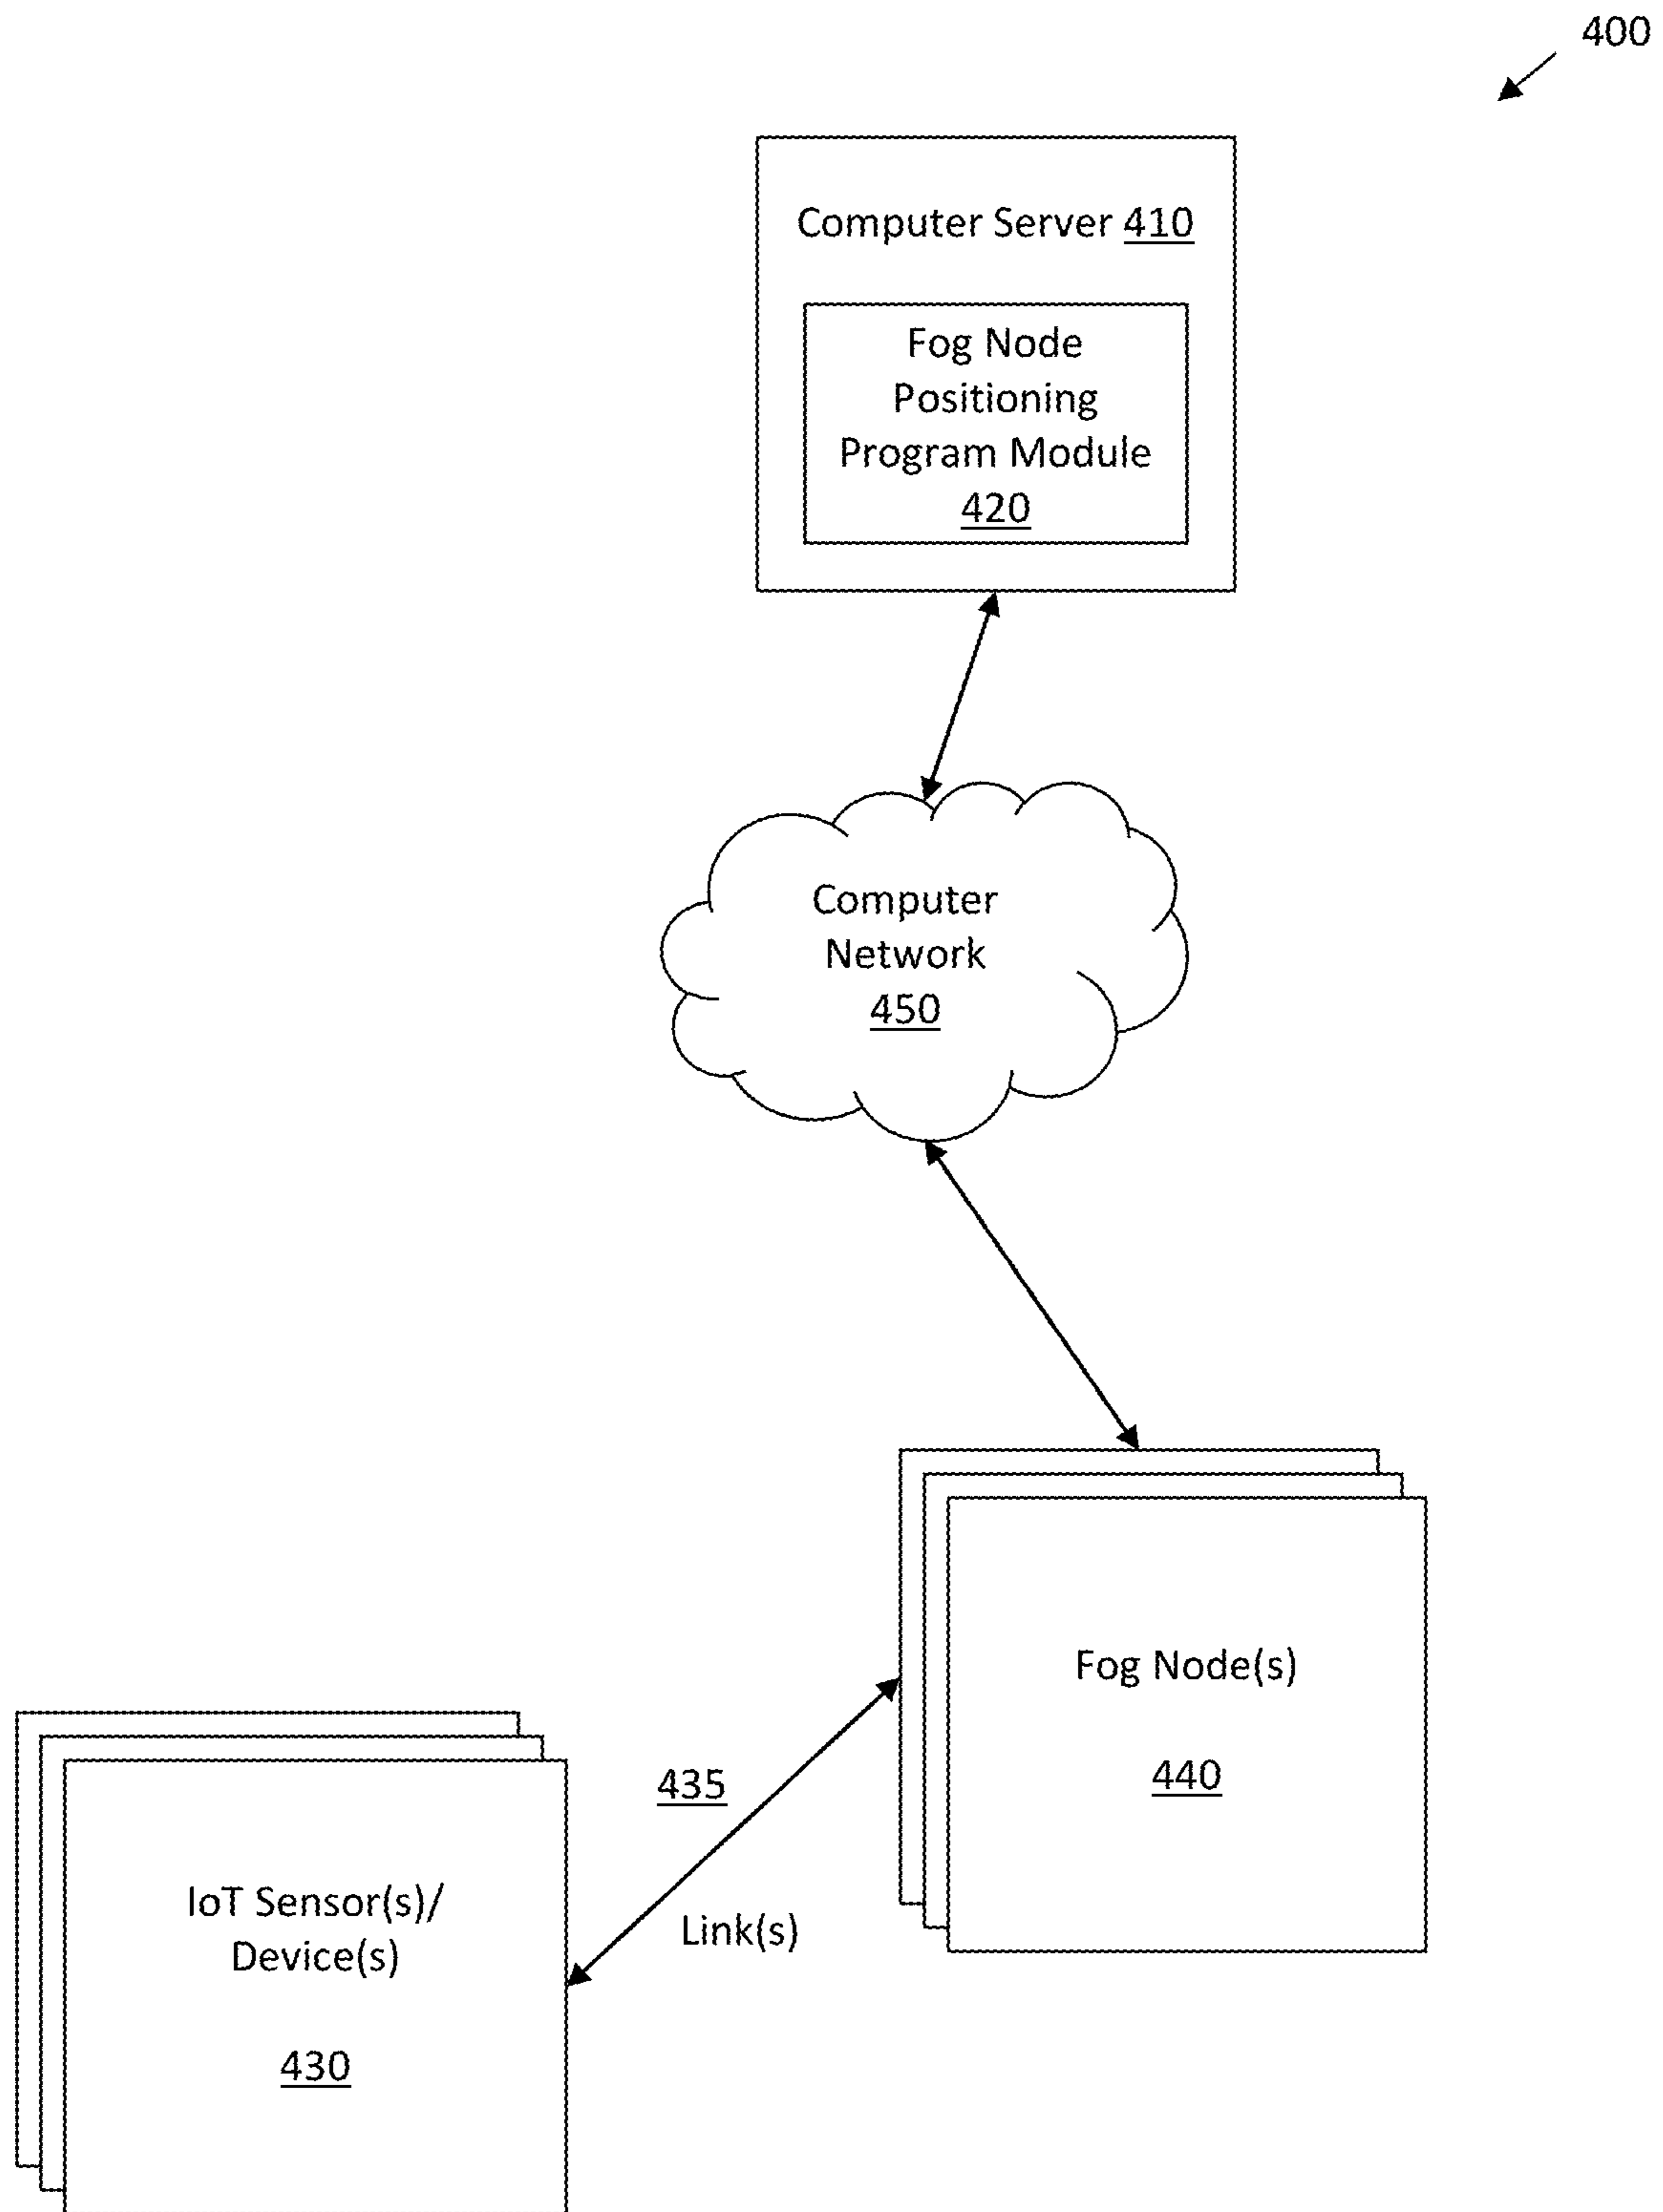 400
Computer Server 410
Fog Node
Positioning
Program Module
420
Computer
Network
450
Fog Node(s)
440
435
Link(s)
IoT Sensor(s)/
Device(s)
430